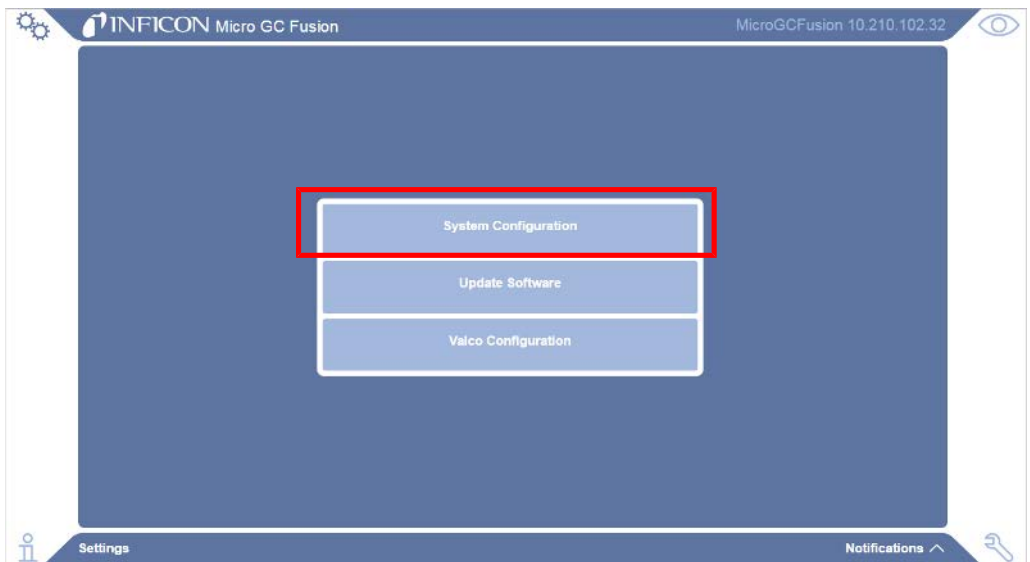 INFICON Micro GC Fusion
MicroGCFusion 10.210.102.32
System Configuration
Update Software
Valco Configuration
Settings
Notifications